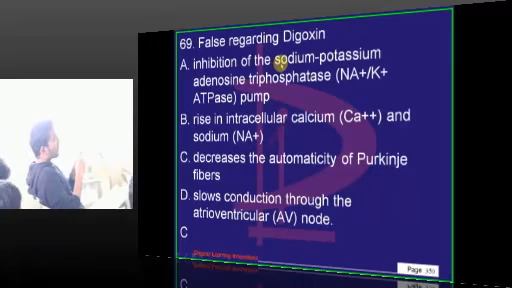 69. False regarding Digoxin
A. inhibition of the sodium-potassium
adenosine triphosphatase (NA+/K+
ATPase) pump
B. rise in intracellular calcium (Ca++) and
sodium (NA+)
C. decreases the automaticity of Purkinje
fibers
D. slows conduction through the
atrioventricular (AV) node.
C
Page 350